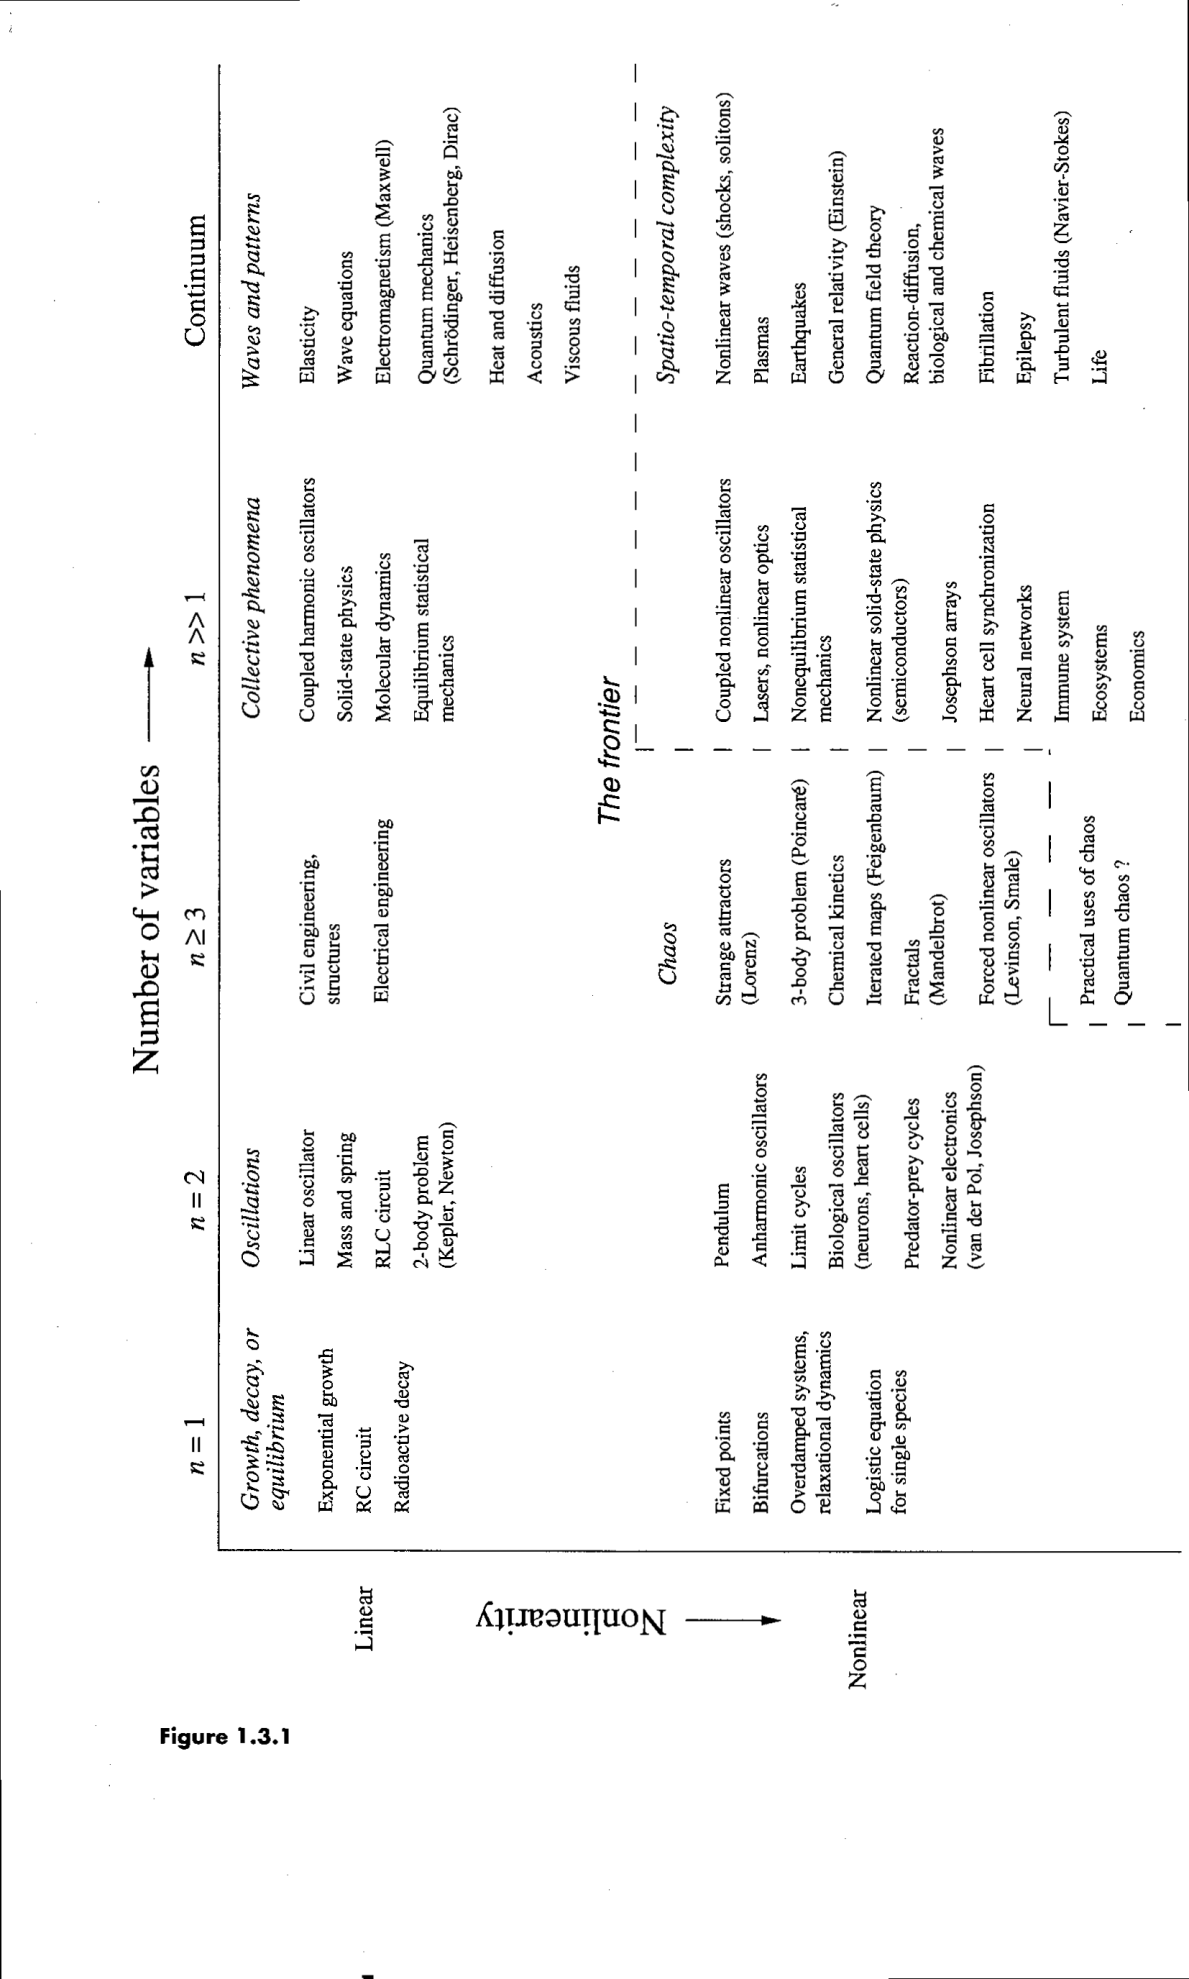 Number of variables
n = 1
n = 2
n ≥ 3
n >> 1
Continuum
Linear
Growth, decay, or
equilibrium
Exponential growth
RC circuit
Radioactive decay
Oscillations
Linear oscillator
Mass and spring
RLC circuit
2-body problem
(Kepler, Newton)
Civil engineering,
structures
Electrical engineering
Collective phenomena
Coupled harmonic oscillators
Solid-state physics
Molecular dynamics
Equilibrium statistical
mechanics
Waves and patterns
Elasticity
Wave equations
Electromagnetism (Maxwell)
Quantum mechanics
(Schrödinger, Heisenberg, Dirac)
Heat and diffusion
Acoustics
Viscous fluids
Nonlinearity
The frontier
Nonlinear
Fixed points
Bifurcations
Overdamped systems,
relaxational dynamics
Logistic equation
for single species
Pendulum
Anharmonic oscillators
Limit cycles
Biological oscillators
(neurons, heart cells)
Predator-prey cycles
Nonlinear electronics
(van der Pol, Josephson)
Chaos
Strange attractors
(Lorenz)
3-body problem (Poincaré)
Chemical kinetics
Iterated maps (Feigenbaum)
Fractals
(Mandelbrot)
Forced nonlinear oscillators
(Levinson, Smale)
Practical uses of chaos
Quantum chaos ?
Coupled nonlinear oscillators
Lasers, nonlinear optics
Nonequilibrium statistical
mechanics
Nonlinear solid-state physics
(semiconductors)
Josephson arrays
Heart cell synchronization
Neural networks
Immune system
Ecosystems
Economics
Spatio-temporal complexity
Nonlinear waves (shocks, solitons)
Plasmas
Earthquakes
General relativity (Einstein)
Quantum field theory
Reaction-diffusion,
biological and chemical waves
Fibrillation
Epilepsy
Turbulent fluids (Navier-Stokes)
Life
Figure 1.3.1